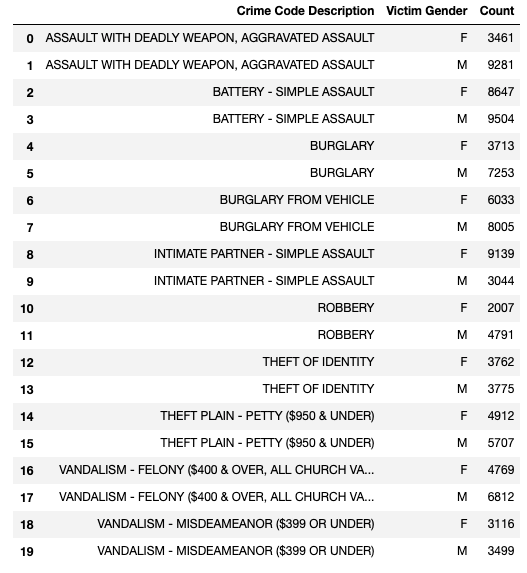 Crime Code Description Victim Gender Count
0 ASSAULT WITH DEADLY WEAPON, AGGRAVATED ASSAULT F 3461
1 ASSAULT WITH DEADLY WEAPON, AGGRAVATED ASSAULT M 9281
2 BATTERY - SIMPLE ASSAULT F 8647
3 BATTERY - SIMPLE ASSAULT M 9504
4 BURGLARY F 3713
5 BURGLARY M 7253
6 BURGLARY FROM VEHICLE F 6033
7 BURGLARY FROM VEHICLE M 8005
8 INTIMATE PARTNER - SIMPLE ASSAULT F 9139
9 INTIMATE PARTNER - SIMPLE ASSAULT M 3044
10 ROBBERY F 2007
11 ROBBERY M 4791
12 THEFT OF IDENTITY F 3762
13 THEFT OF IDENTITY M 3775
14 THEFT PLAIN - PETTY ($950 & UNDER) F 4912
15 THEFT PLAIN - PETTY ($950 & UNDER) M 5707
16 VANDALISM - FELONY ($400 & OVER, ALL CHURCH VA... F 4769
17 VANDALISM - FELONY ($400 & OVER, ALL CHURCH VA... M 6812
18 VANDALISM - MISDEAMEANOR ($399 OR UNDER) F 3116
19 VANDALISM - MISDEAMEANOR ($399 OR UNDER) M 3499